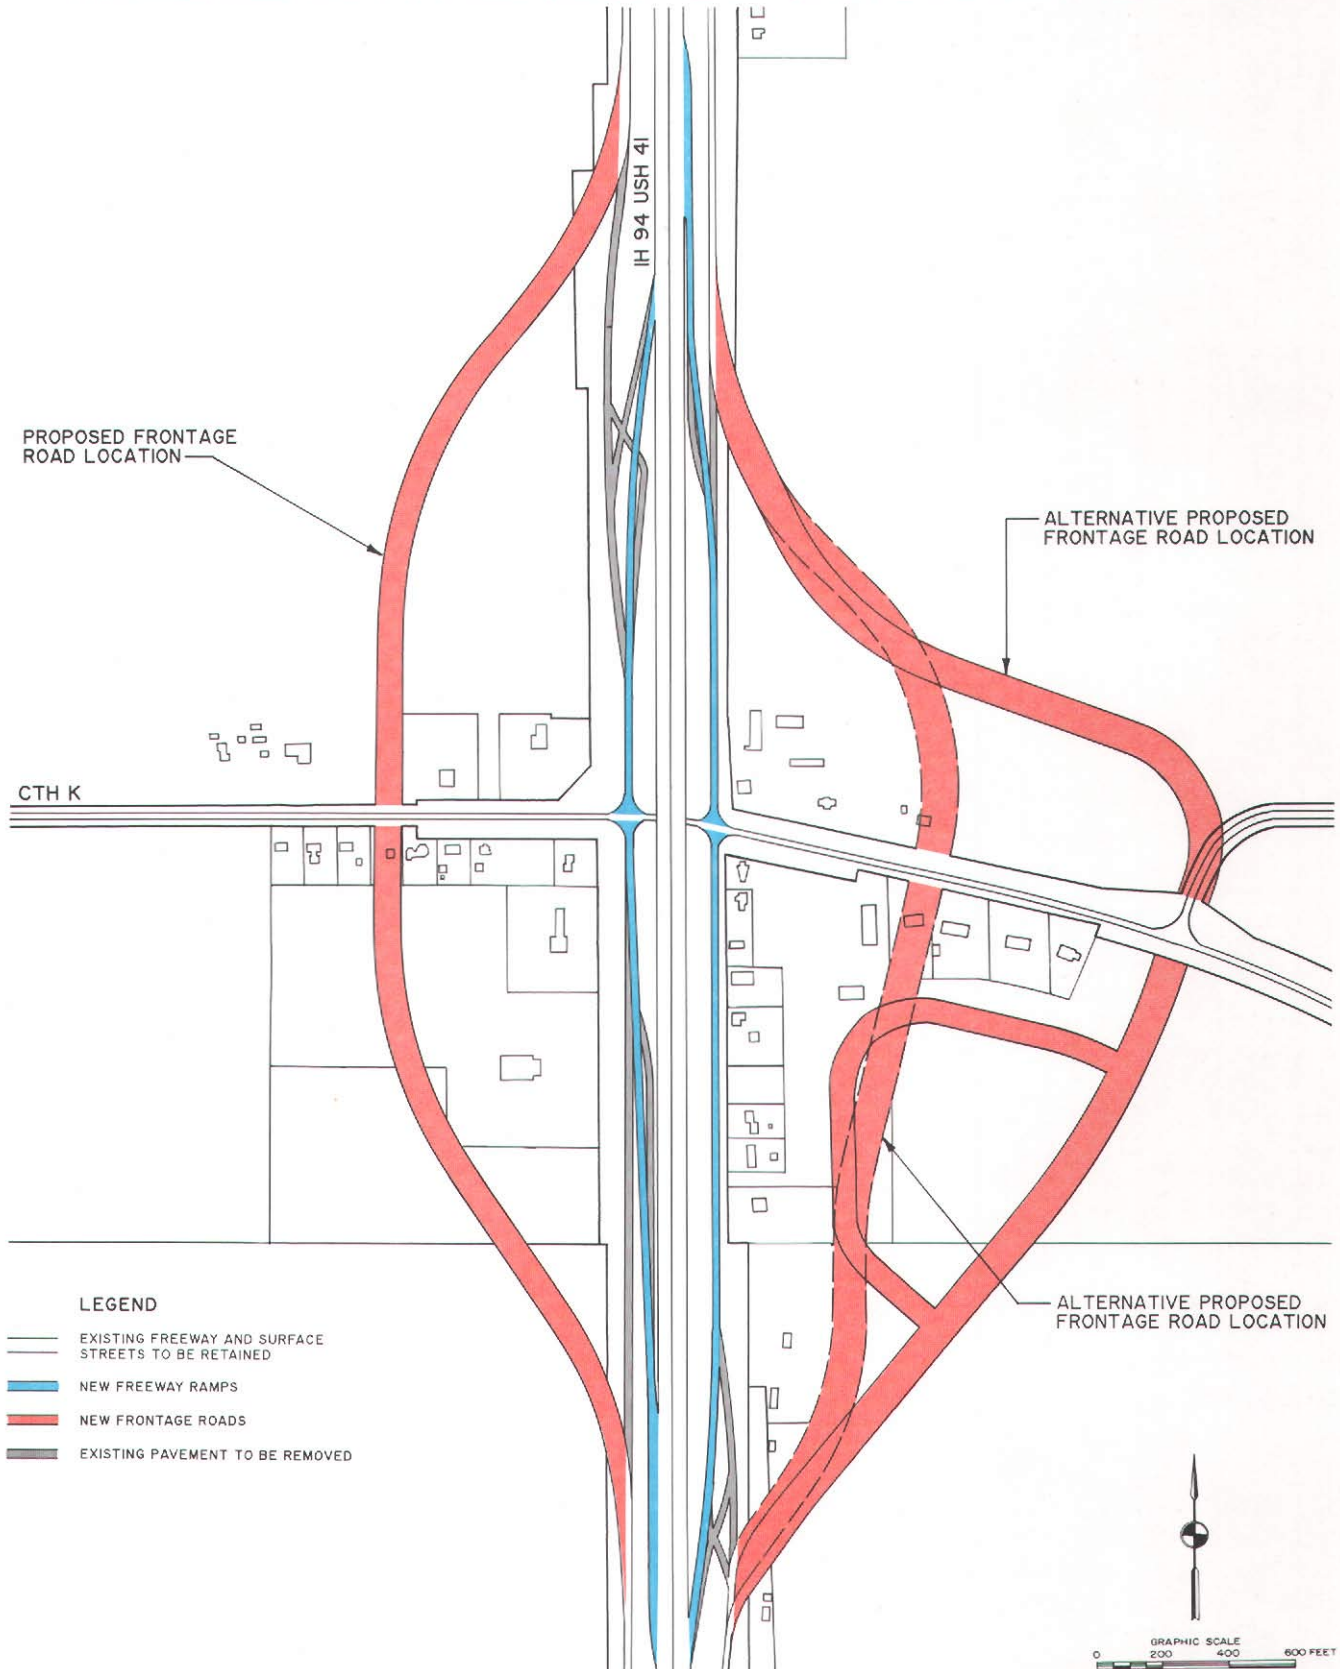 IH 94 USH 41
PROPOSED FRONTAGE
ROAD LOCATION
ALTERNATIVE PROPOSED
FRONTAGE ROAD LOCATION
CTH K
ALTERNATIVE PROPOSED
FRONTAGE ROAD LOCATION
LEGEND
EXISTING FREEWAY AND SURFACE
STREETS TO BE RETAINED
NEW FREEWAY RAMPS
NEW FRONTAGE ROADS
EXISTING PAVEMENT TO BE REMOVED
GRAPHIC SCALE
0 200 400 600 FEET